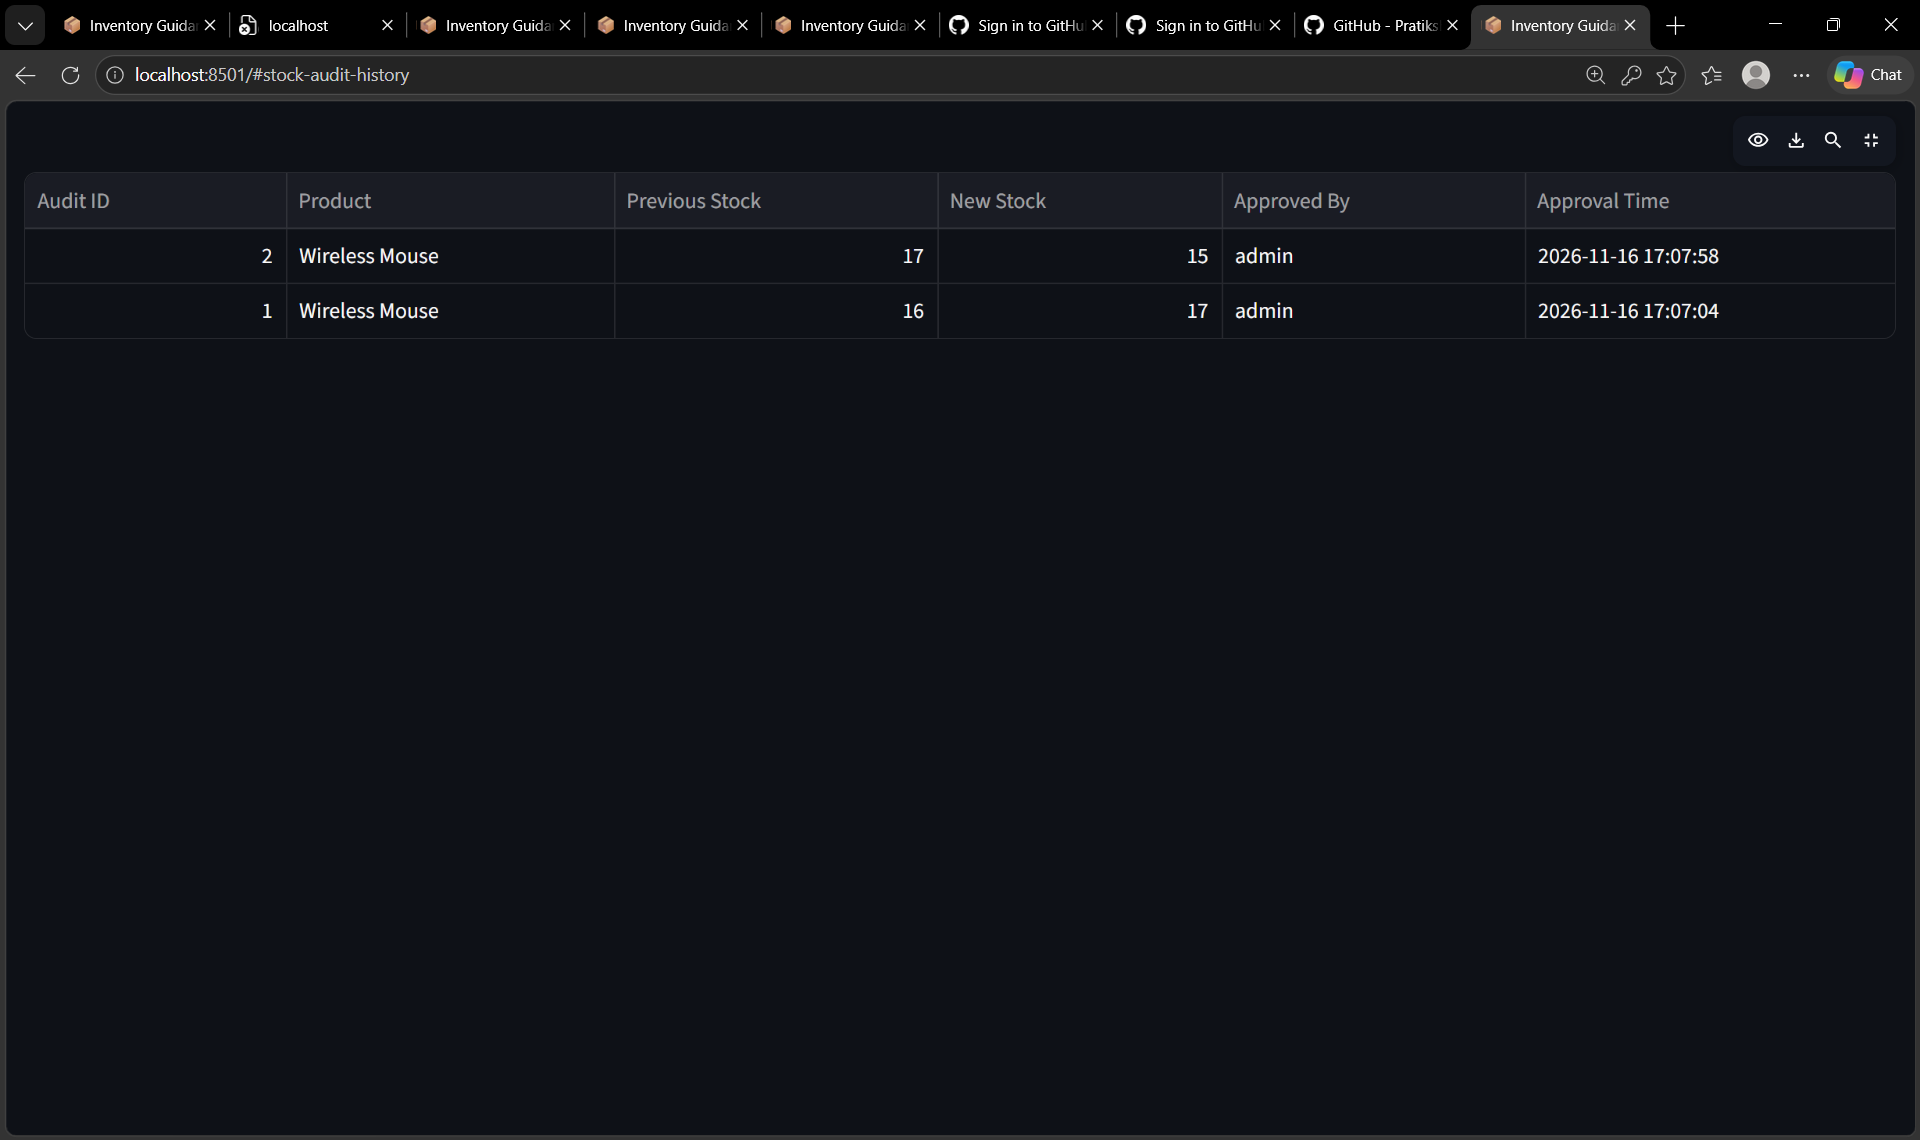 Inventory Guida
localhost
Inventory Guida
Inventory Guida
Inventory Guida
Sign in to GitHu
Sign in to GitHu
GitHub - Pratiks
Inventory Guida
localhost:8501/#stock-audit-history
Chat
Audit ID Product Previous Stock New Stock Approved By Approval Time
2 Wireless Mouse 17 15 admin 2026-11-16 17:07:58
1 Wireless Mouse 16 17 admin 2026-11-16 17:07:04